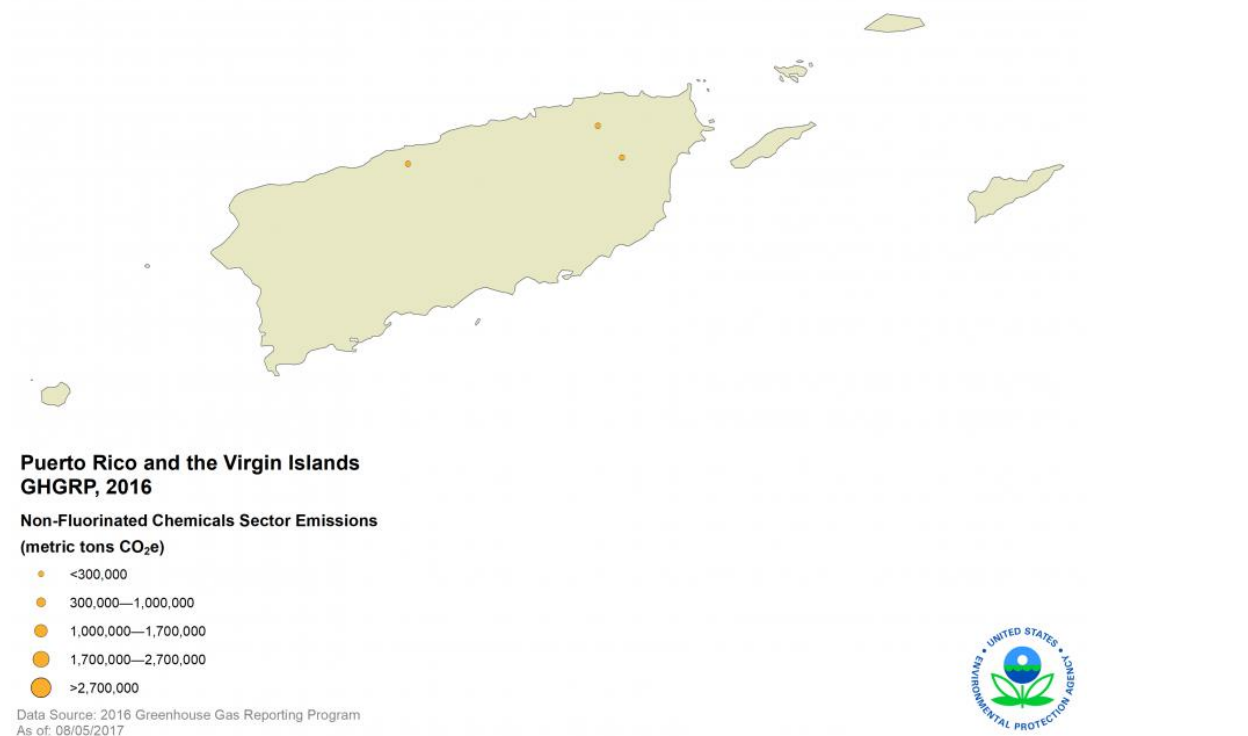 Puerto Rico and the Virgin Islands
GHGRP, 2016
Non-Fluorinated Chemicals Sector Emissions
(metric tons CO₂e)
<300,000
300,000—1,000,000
1,000,000—1,700,000
1,700,000—2,700,000
>2,700,000
Data Source: 2016 Greenhouse Gas Reporting Program
As of: 08/05/2017
UNITED STATES
ENVIRONMENTAL PROTECTION AGENCY